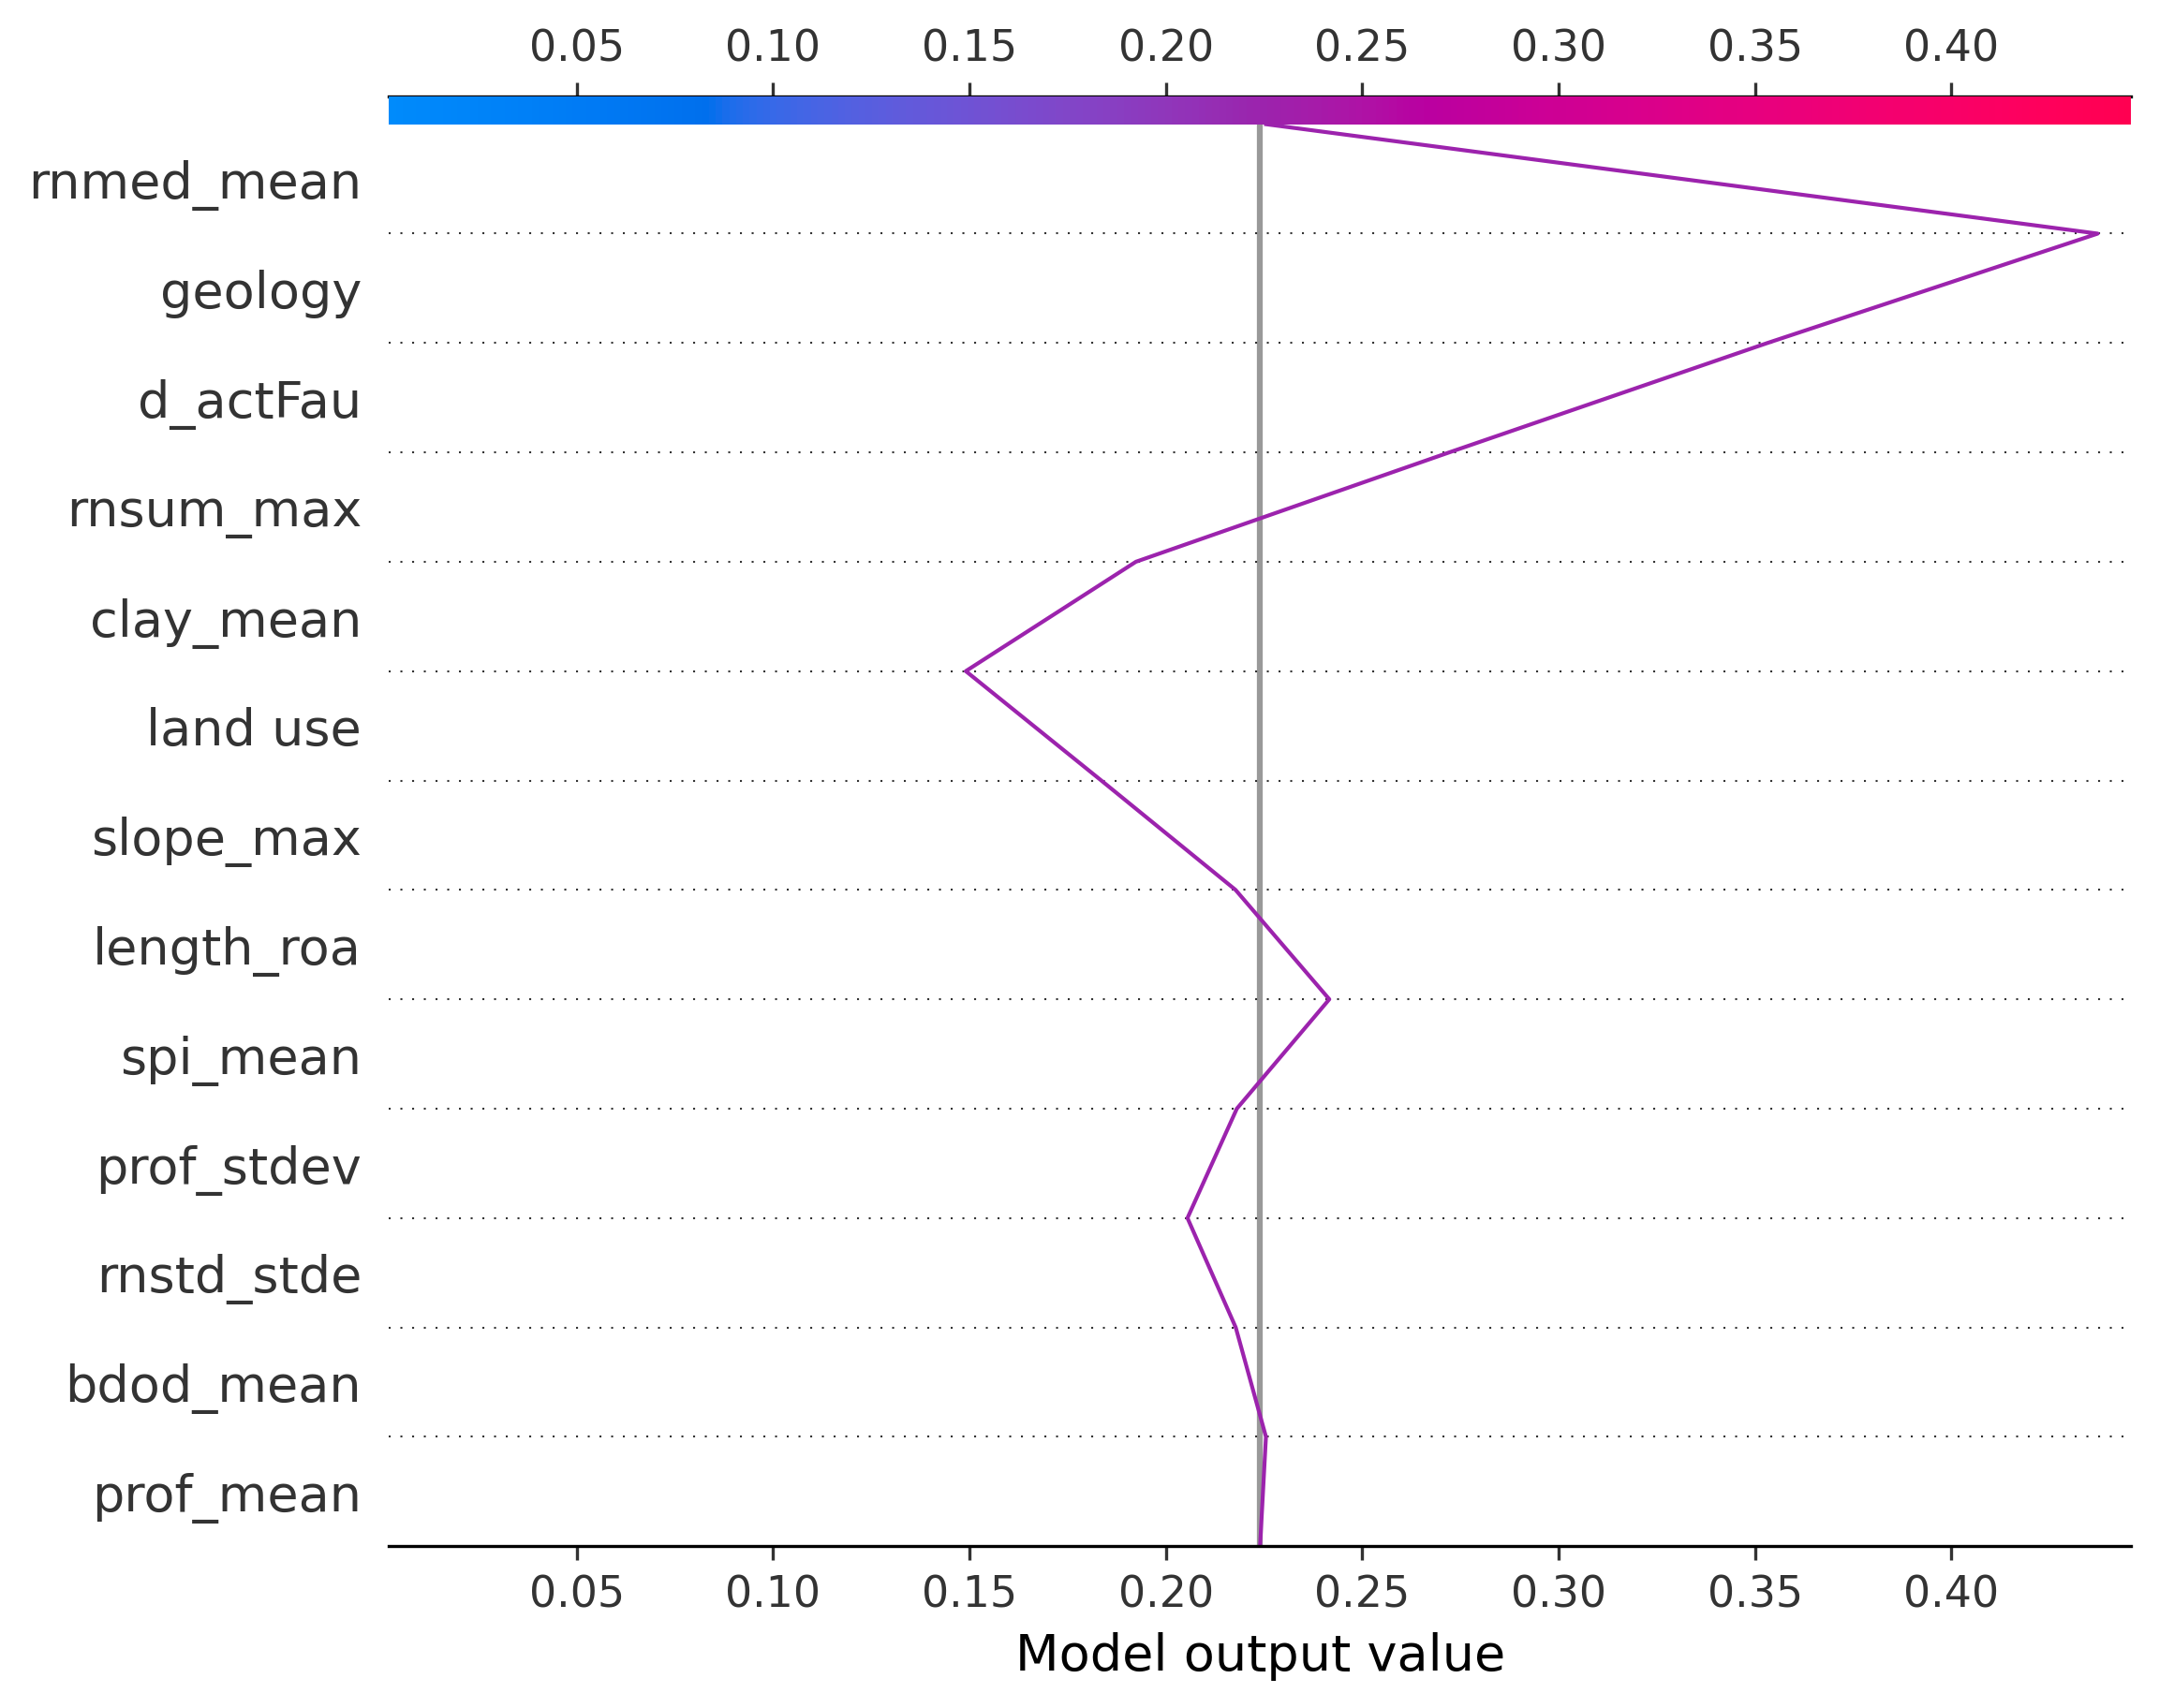 0.05 0.10 0.15 0.20 0.25 0.30 0.35 0.40
rnmed_mean
geology
d_actFau
rnsum_max
clay_mean
land use
slope_max
length_roa
spi_mean
prof_stdev
rnstd_stde
bdod_mean
prof_mean
0.05 0.10 0.15 0.20 0.25 0.30 0.35 0.40
Model output value